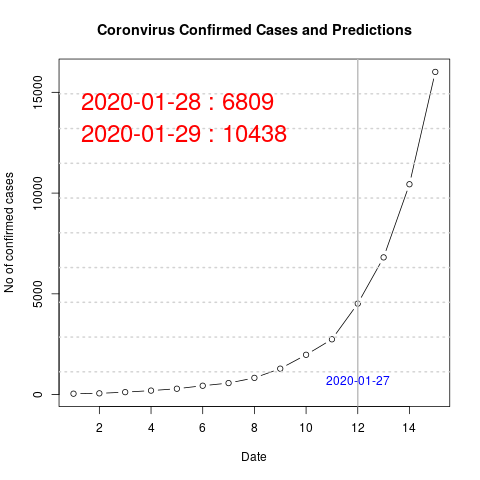 Coronvirus Confirmed Cases and Predictions
2020-01-28 : 6809
2020-01-29 : 10438
No of confirmed cases
15000
10000
5000
0
2020-01-27
2 4 6 8 10 12 14
Date